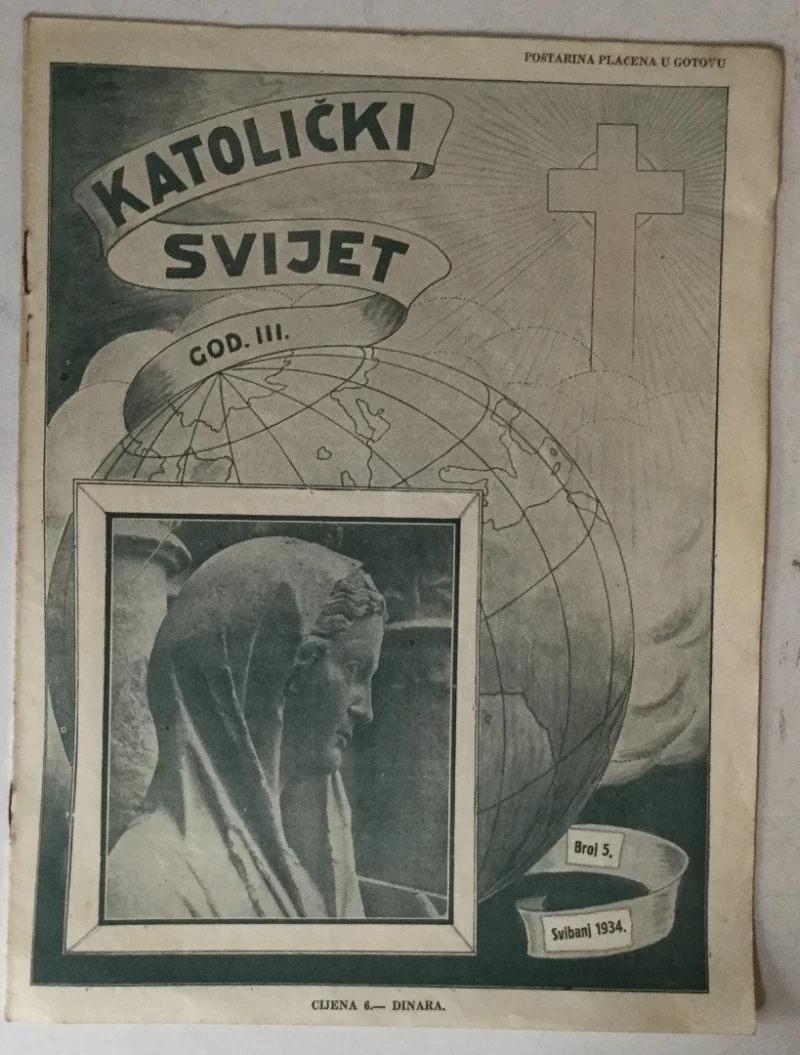 POŠTARINA PLAĆENA U GOTOVU
KATOLIČKI
SVIJET
GOD. III.
Broj 5.
Svibanj 1934.
CIJENA 6.— DINARA.